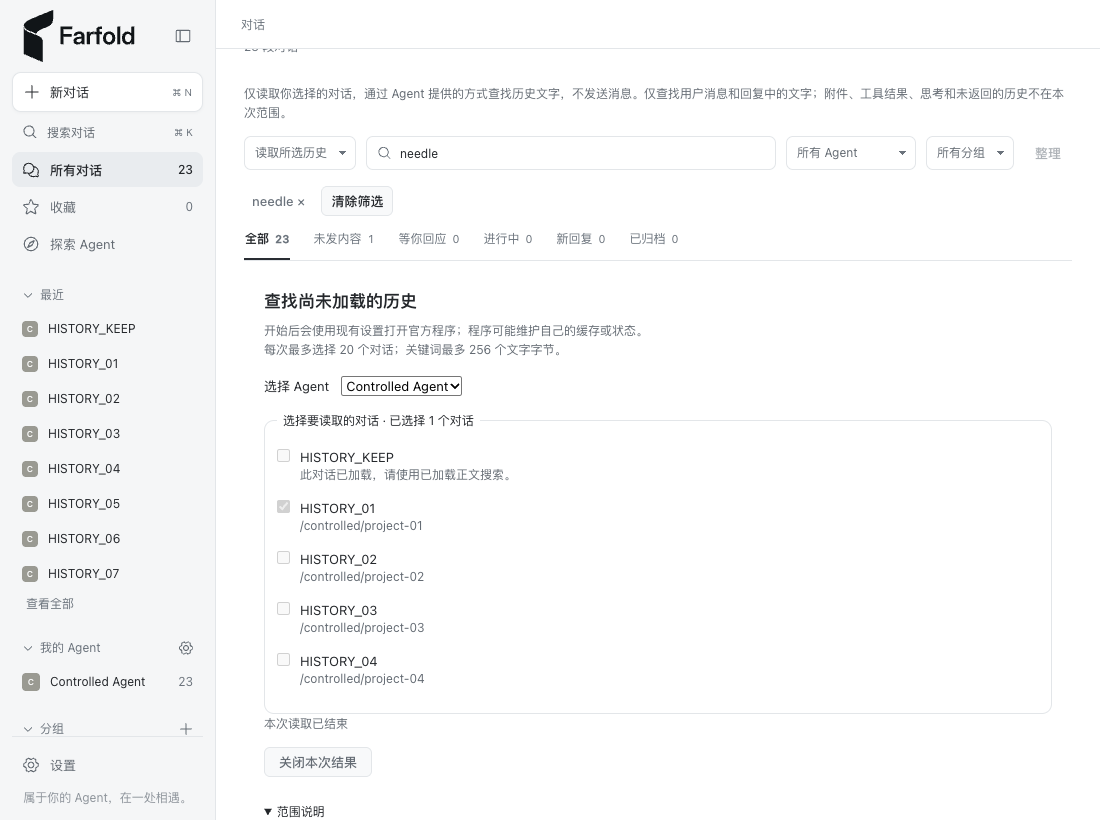 Farfold
新对话
⌘ N
搜索对话
⌘ K
所有对话
23
收藏
0
探索 Agent
最近
C HISTORY_KEEP
C HISTORY_01
C HISTORY_02
C HISTORY_03
C HISTORY_04
C HISTORY_05
C HISTORY_06
C HISTORY_07
查看全部
我的 Agent
C Controlled Agent 23
分组
设置
属于你的 Agent，在一处相遇。
对话
仅读取你选择的对话，通过 Agent 提供的方式查找历史文字，不发送消息。仅查找用户消息和回复中的文字；附件、工具结果、思考和未返回的历史不在本
次范围。
读取所选历史
needle
所有 Agent
所有分组
整理
needle ×
清除筛选
全部 23
未发内容 1
等你回应 0
进行中 0
新回复 0
已归档 0
查找尚未加载的历史
开始后会使用现有设置打开官方程序；程序可能维护自己的缓存或状态。
每次最多选择 20 个对话；关键词最多 256 个文字字节。
选择 Agent
Controlled Agent
选择要读取的对话 · 已选择 1 个对话
HISTORY_KEEP
此对话已加载，请使用已加载正文搜索。
HISTORY_01
/controlled/project-01
HISTORY_02
/controlled/project-02
HISTORY_03
/controlled/project-03
HISTORY_04
/controlled/project-04
本次读取已结束
关闭本次结果
▼ 范围说明